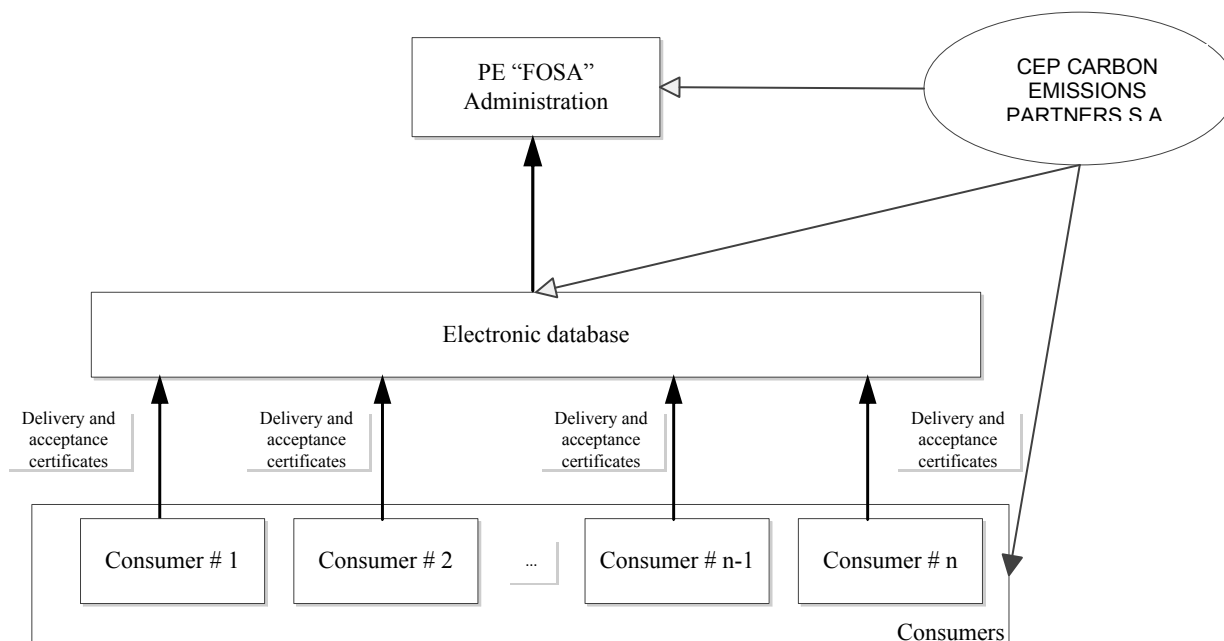 PE “FOSA”
Administration
CEP CARBON
EMISSIONS
PARTNERS S.A
Electronic database
Delivery and
acceptance
certificates
Delivery and
acceptance
certificates
Delivery and
acceptance
certificates
Delivery and
acceptance
certificates
Consumer # 1
Consumer # 2
...
Consumer # n-1
Consumer # n
Consumers